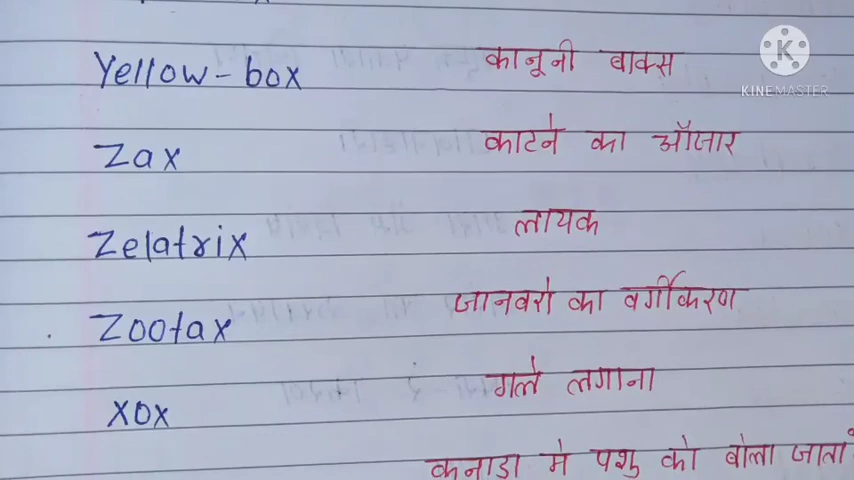 Yellow-box कानूनी बाक्स
KINEMASTER
Zax काटने का औजार
Zelatrix लायक
Zootax जानवरो का वर्गीकरण
xox गले लगाना
कनाडा मे पशु को बोला जाता